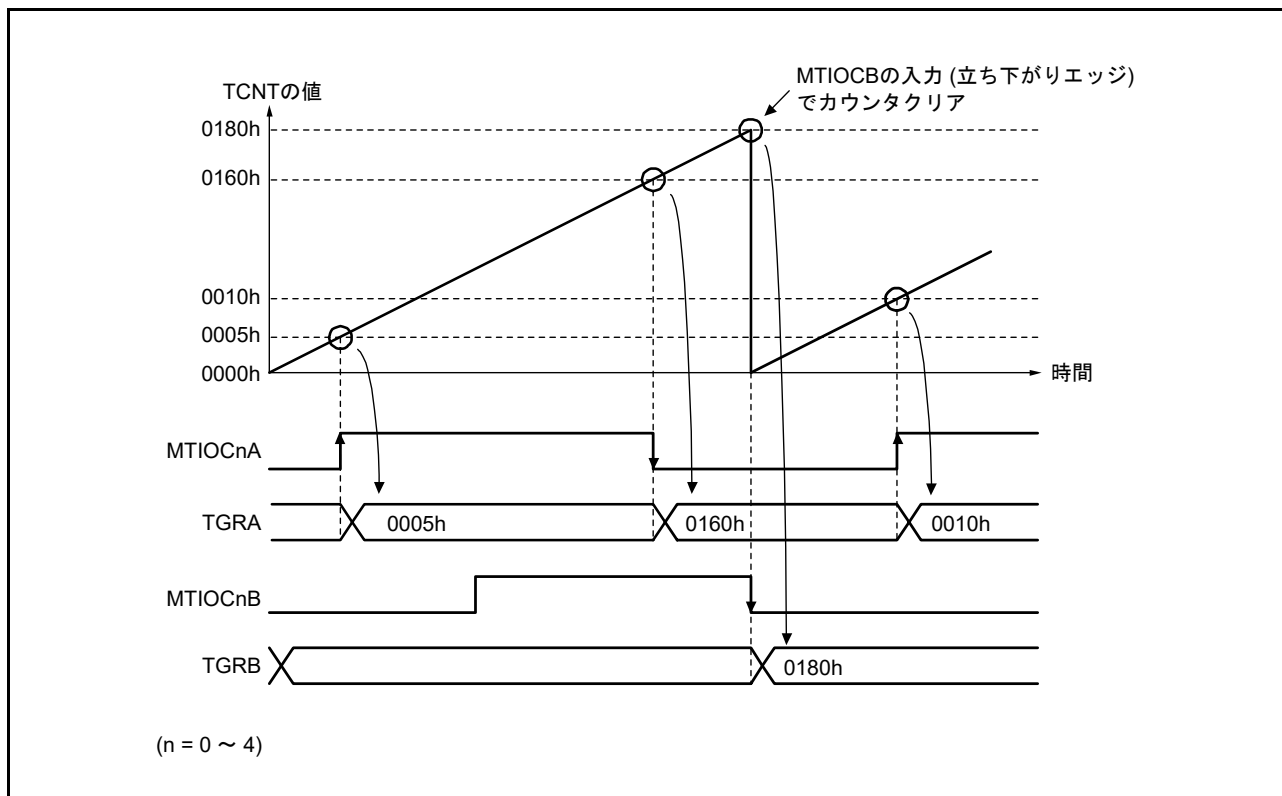 MTIOCBの入力 (立ち下がりエッジ)
でカウンタクリア
TCNTの値
0180h
0160h
0010h
0005h
0000h
時間
MTIOCnA
TGRA
0005h
0160h
0010h
MTIOCnB
TGRB
0180h
(n = 0 ～ 4)